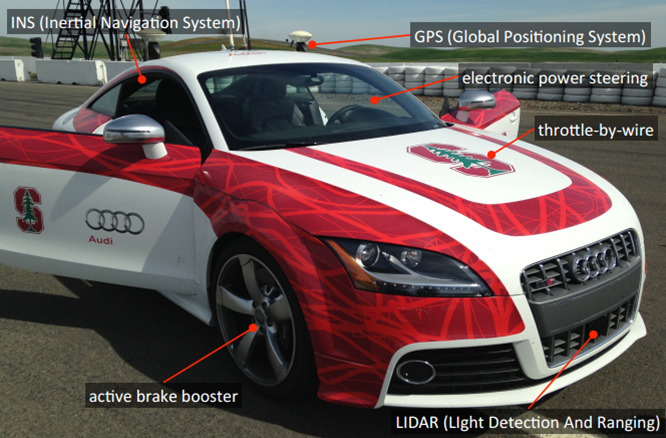 INS (Inertial Navigation System)
GPS (Global Positioning System)
electronic power steering
throttle-by-wire
S
Audi
S
active brake booster
LIDAR (LIght Detection And Ranging)